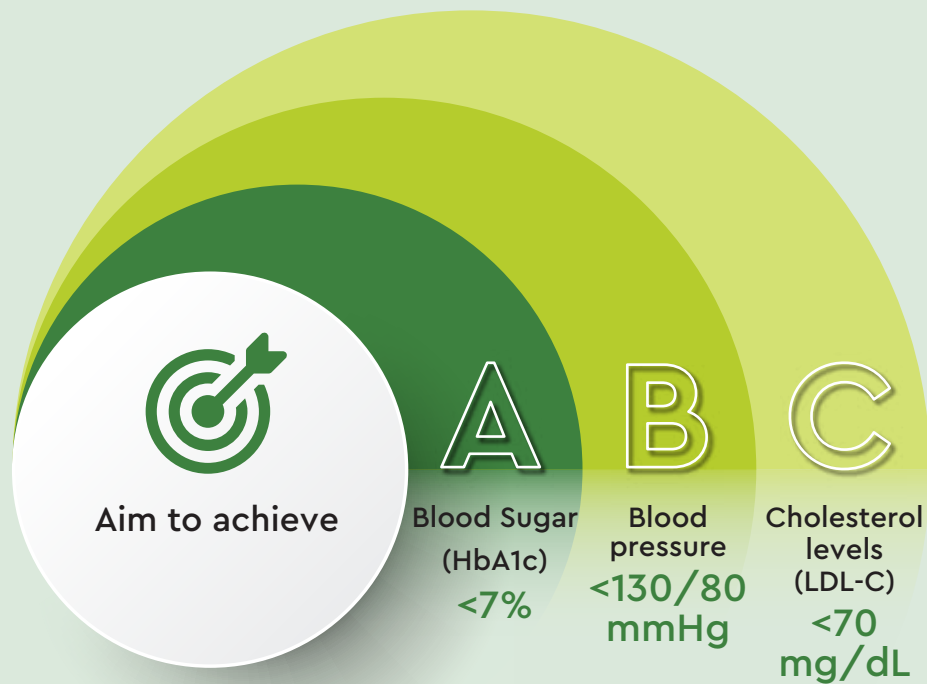 Aim to achieve
A
Blood Sugar
(HbA1c)
<7%
B
Blood
pressure
<130/80
mmHg
C
Cholesterol
levels
(LDL-C)
<70
mg/dL